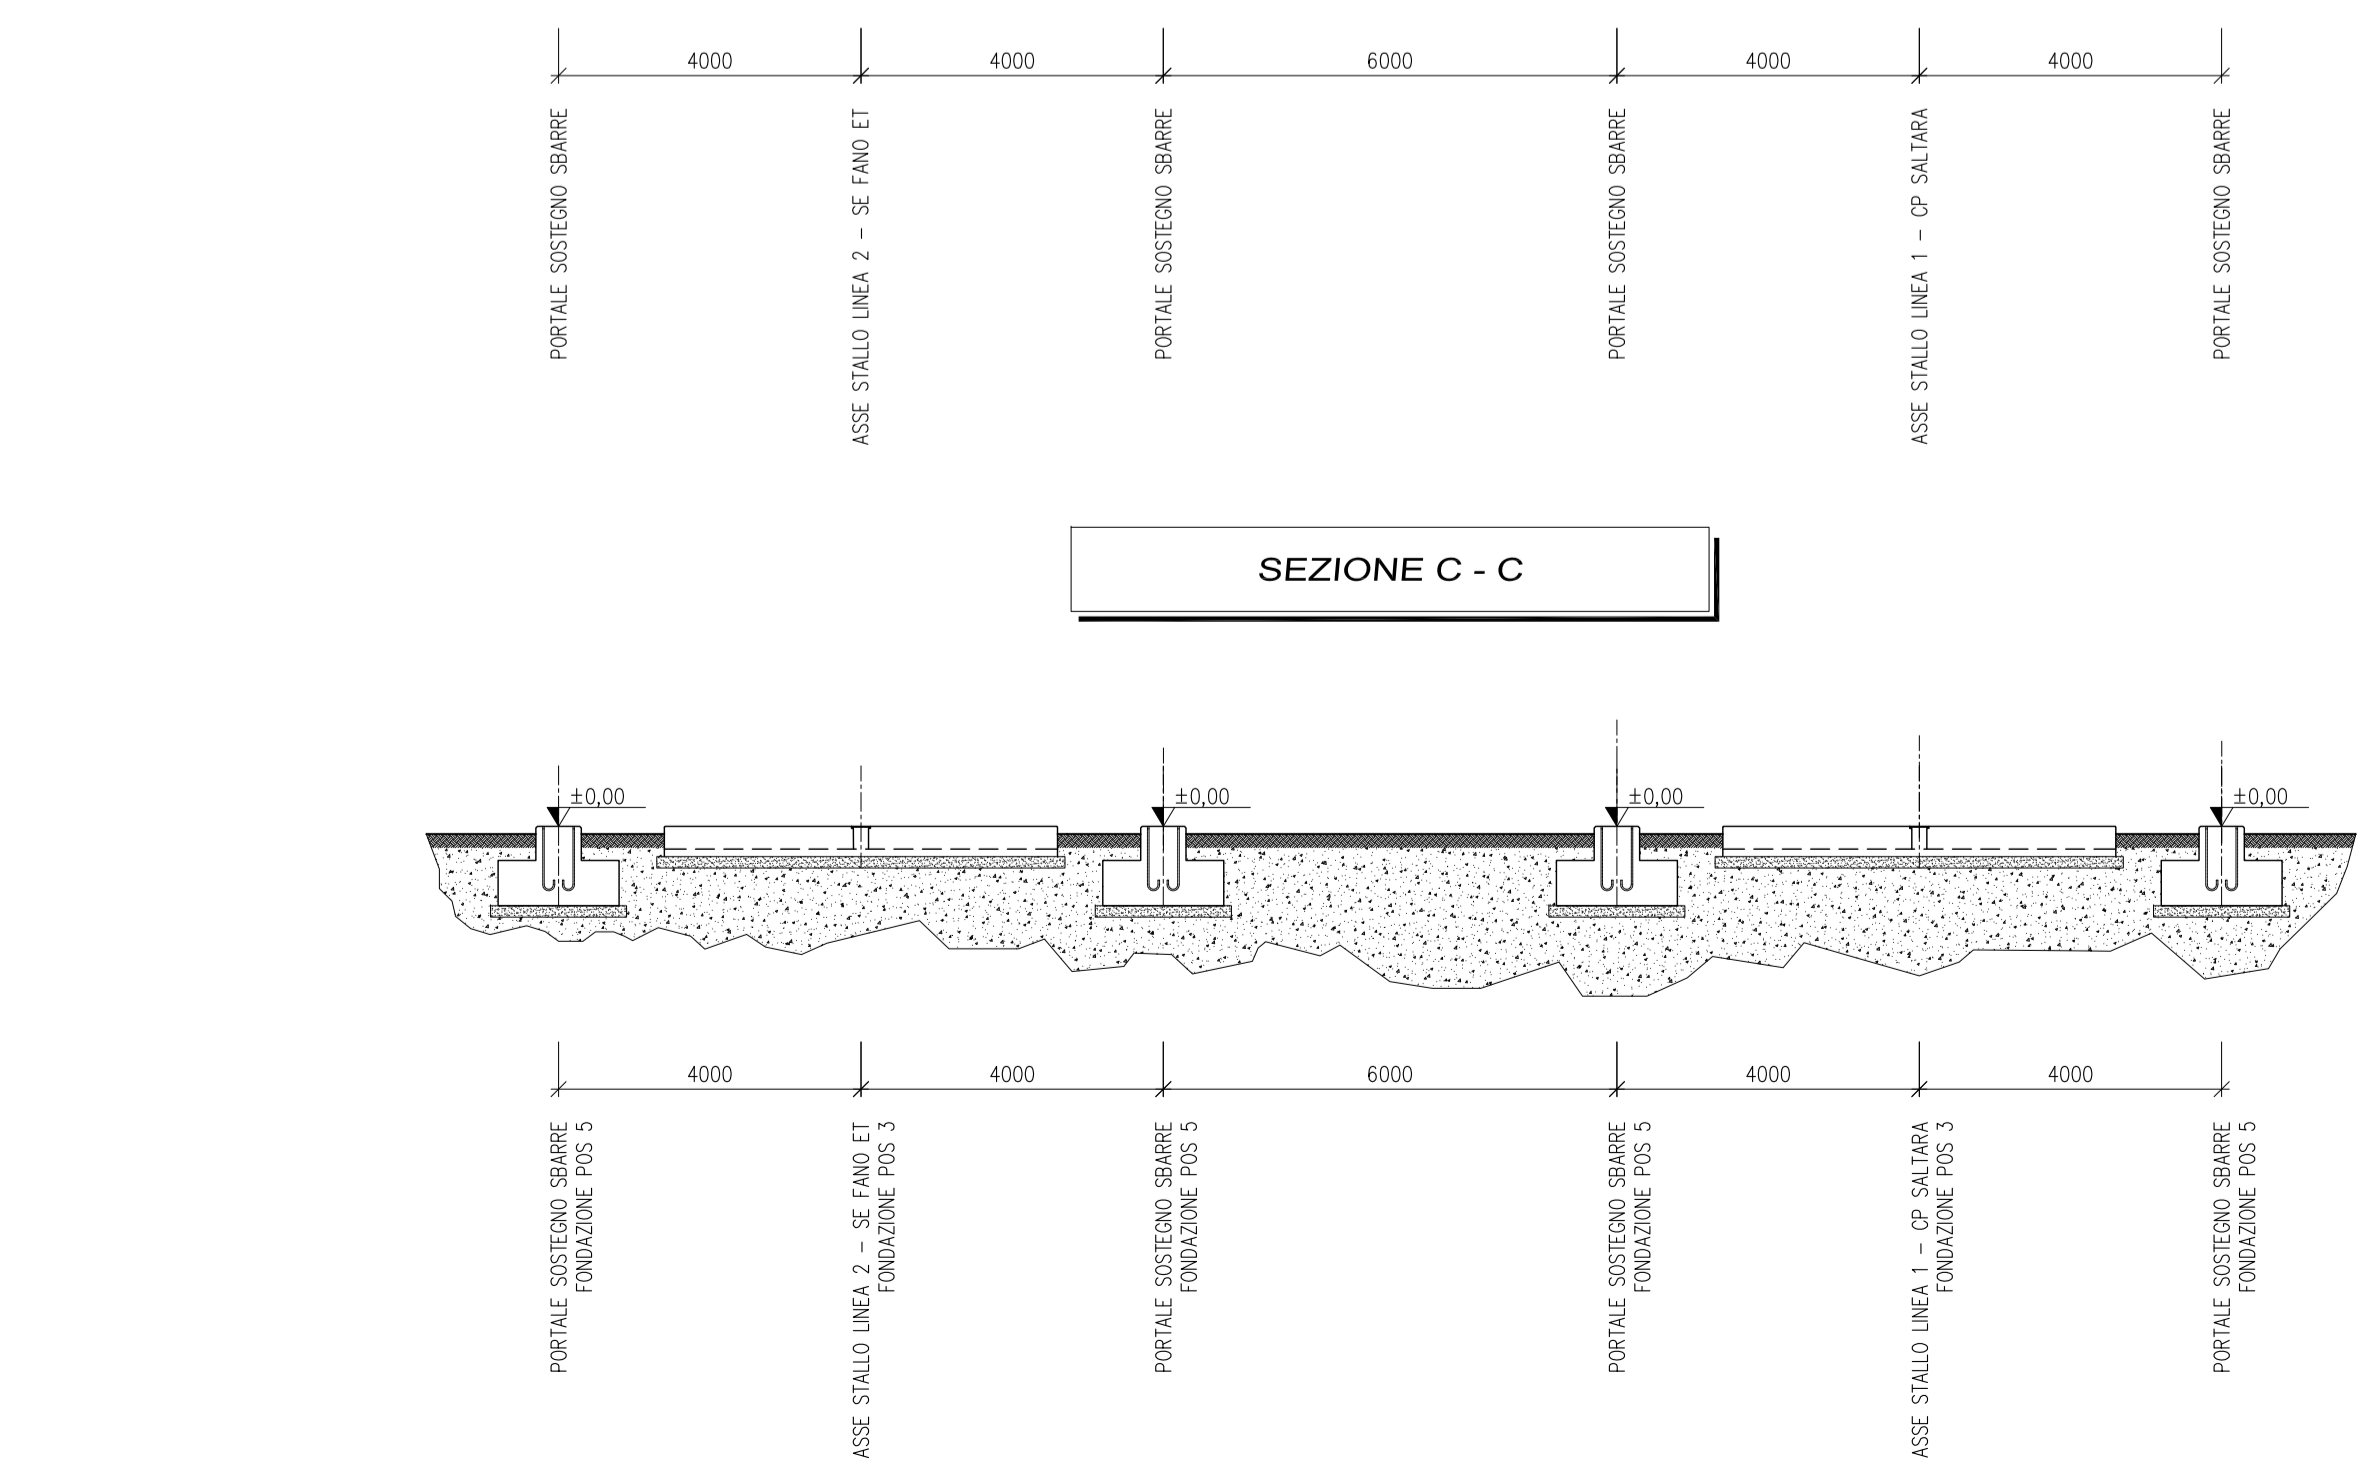 4000
4000
6000
4000
4000
PORTALE SOSTEGNO SBARRE
ASSE STALLO LINEA 2 - SE FANO ET
PORTALE SOSTEGNO SBARRE
PORTALE SOSTEGNO SBARRE
ASSE STALLO LINEA 1 - CP SALTARA
PORTALE SOSTEGNO SBARRE
SEZIONE C - C
±0,00
±0,00
±0,00
±0,00
4000
4000
6000
4000
4000
PORTALE SOSTEGNO SBARRE
FONDAZIONE POS 5
ASSE STALLO LINEA 2 - SE FANO ET
FONDAZIONE POS 3
PORTALE SOSTEGNO SBARRE
FONDAZIONE POS 5
PORTALE SOSTEGNO SBARRE
FONDAZIONE POS 5
ASSE STALLO LINEA 1 - CP SALTARA
FONDAZIONE POS 3
PORTALE SOSTEGNO SBARRE
FONDAZIONE POS 5